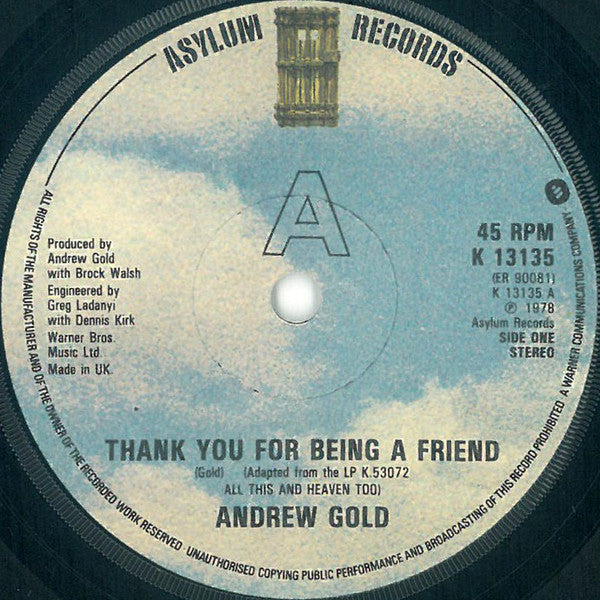 ASYLUM RECORDS
A
Produced by
Andrew Gold
with Brock Walsh
Engineered by
Greg Ladanyi
with Dennis Kirk
Warner Bros.
Music Ltd.
Made in UK.
45 RPM
K 13135
(ER 90081)
K 13135 A
℗ 1978
Asylum Records
SIDE ONE
STEREO
THANK YOU FOR BEING A FRIEND
(Gold) (Adapted from the LP K.53072
ALL THIS AND HEAVEN TOO)
ANDREW GOLD
ALL RIGHTS OF THE MANUFACTURER AND OF THE OWNER OF THE RECORDED WORK RESERVED · UNAUTHORISED COPYING PUBLIC PERFORMANCE AND BROADCASTING OF THIS RECORD PROHIBITED A WARNER COMMUNICATIONS COMPANY.